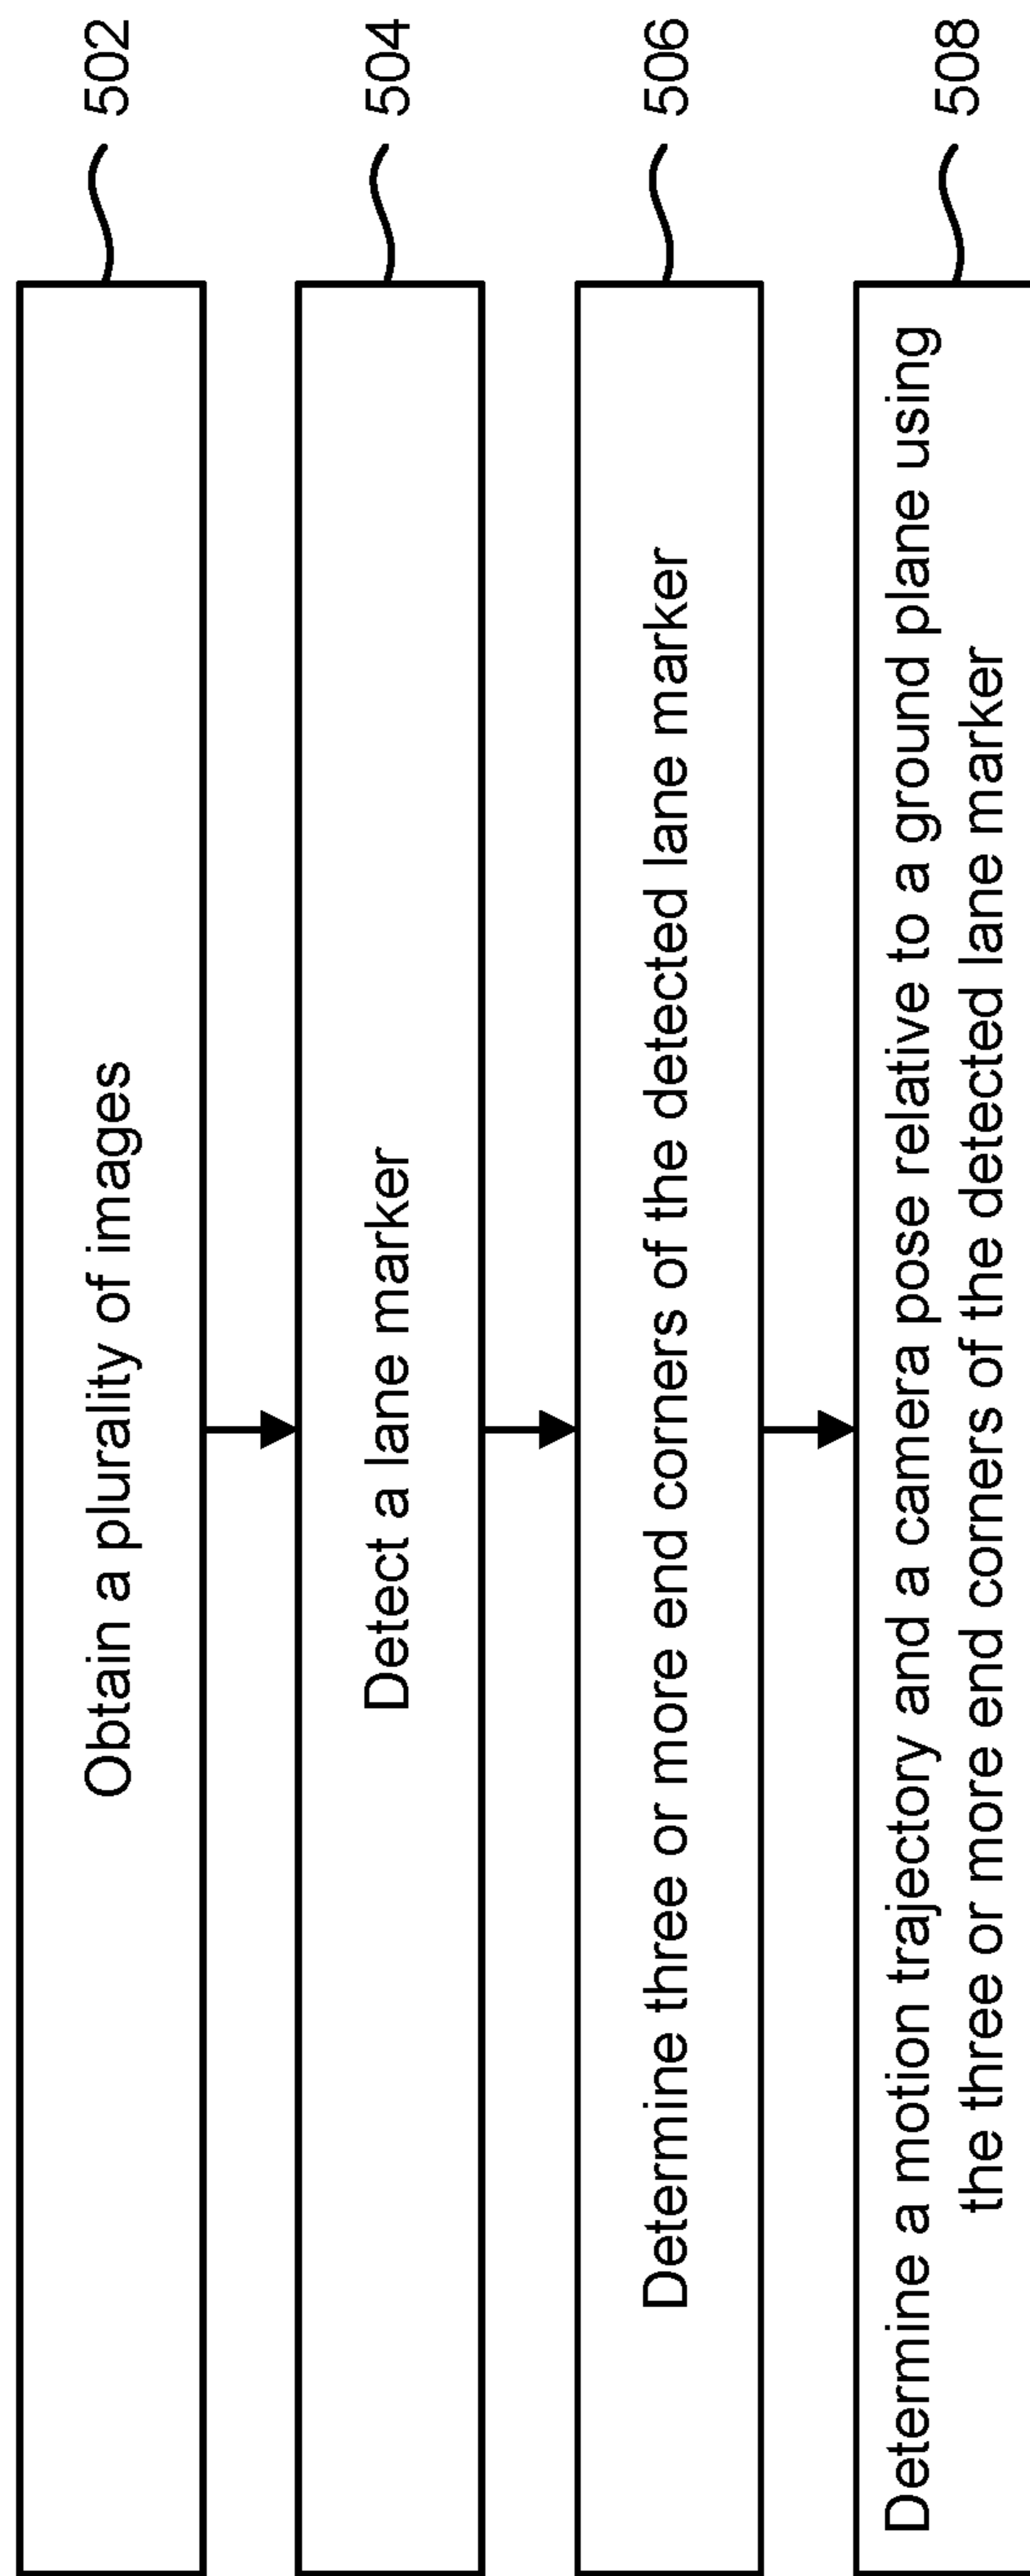 Obtain a plurality of images
502
Detect a lane marker
504
Determine three or more end corners of the detected lane marker
506
Determine a motion trajectory and a camera pose relative to a ground plane using
the three or more end corners of the detected lane marker
508